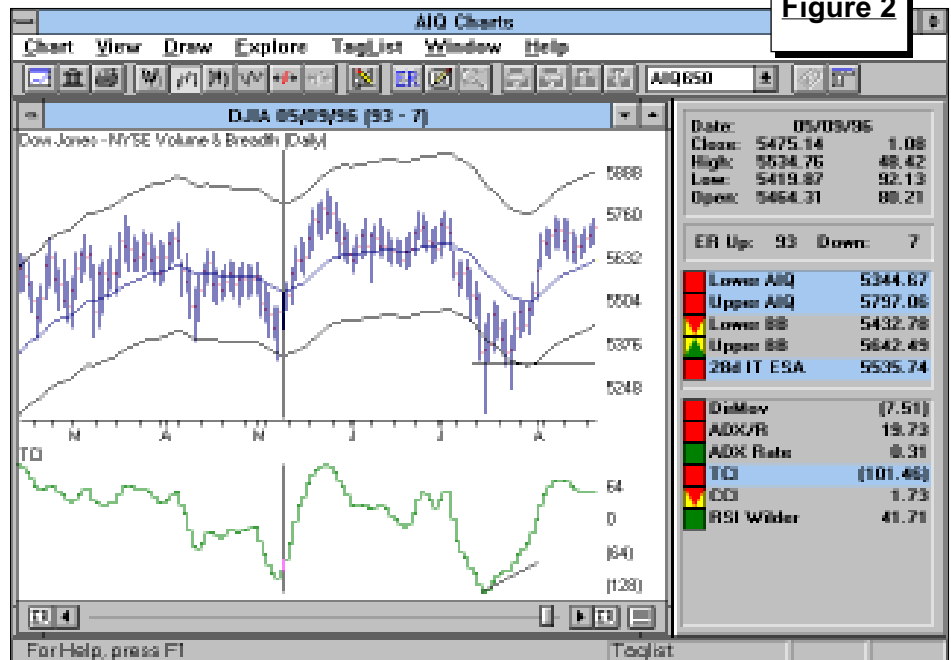 Figure 2
AIQ Charts
Chart View Draw Explore TagList Window Help
ER AIQ650
DJIA 05/09/96 (93 - 7)
Dow Jones - NYSE Volume & Breadth (Daily)
5888
5760
5632
5504
5376
5248
M A M J J A
TCI
64
0
(64)
(128)
Date: 05/09/96
Close: 5475.14 1.08
High: 5534.76 48.42
Low: 5419.87 92.13
Open: 5464.31 80.21
ER Up: 93 Down: 7
Lower AIQ 5344.67
Upper AIQ 5797.06
Lower BB 5432.78
Upper BB 5642.49
28d IT ESA 5535.74
DirMov (7.51)
ADX/R 19.73
ADX Rate 0.31
TCI (101.46)
CCI 1.73
RSI Wilder 41.71
For Help, press F1
Taglist